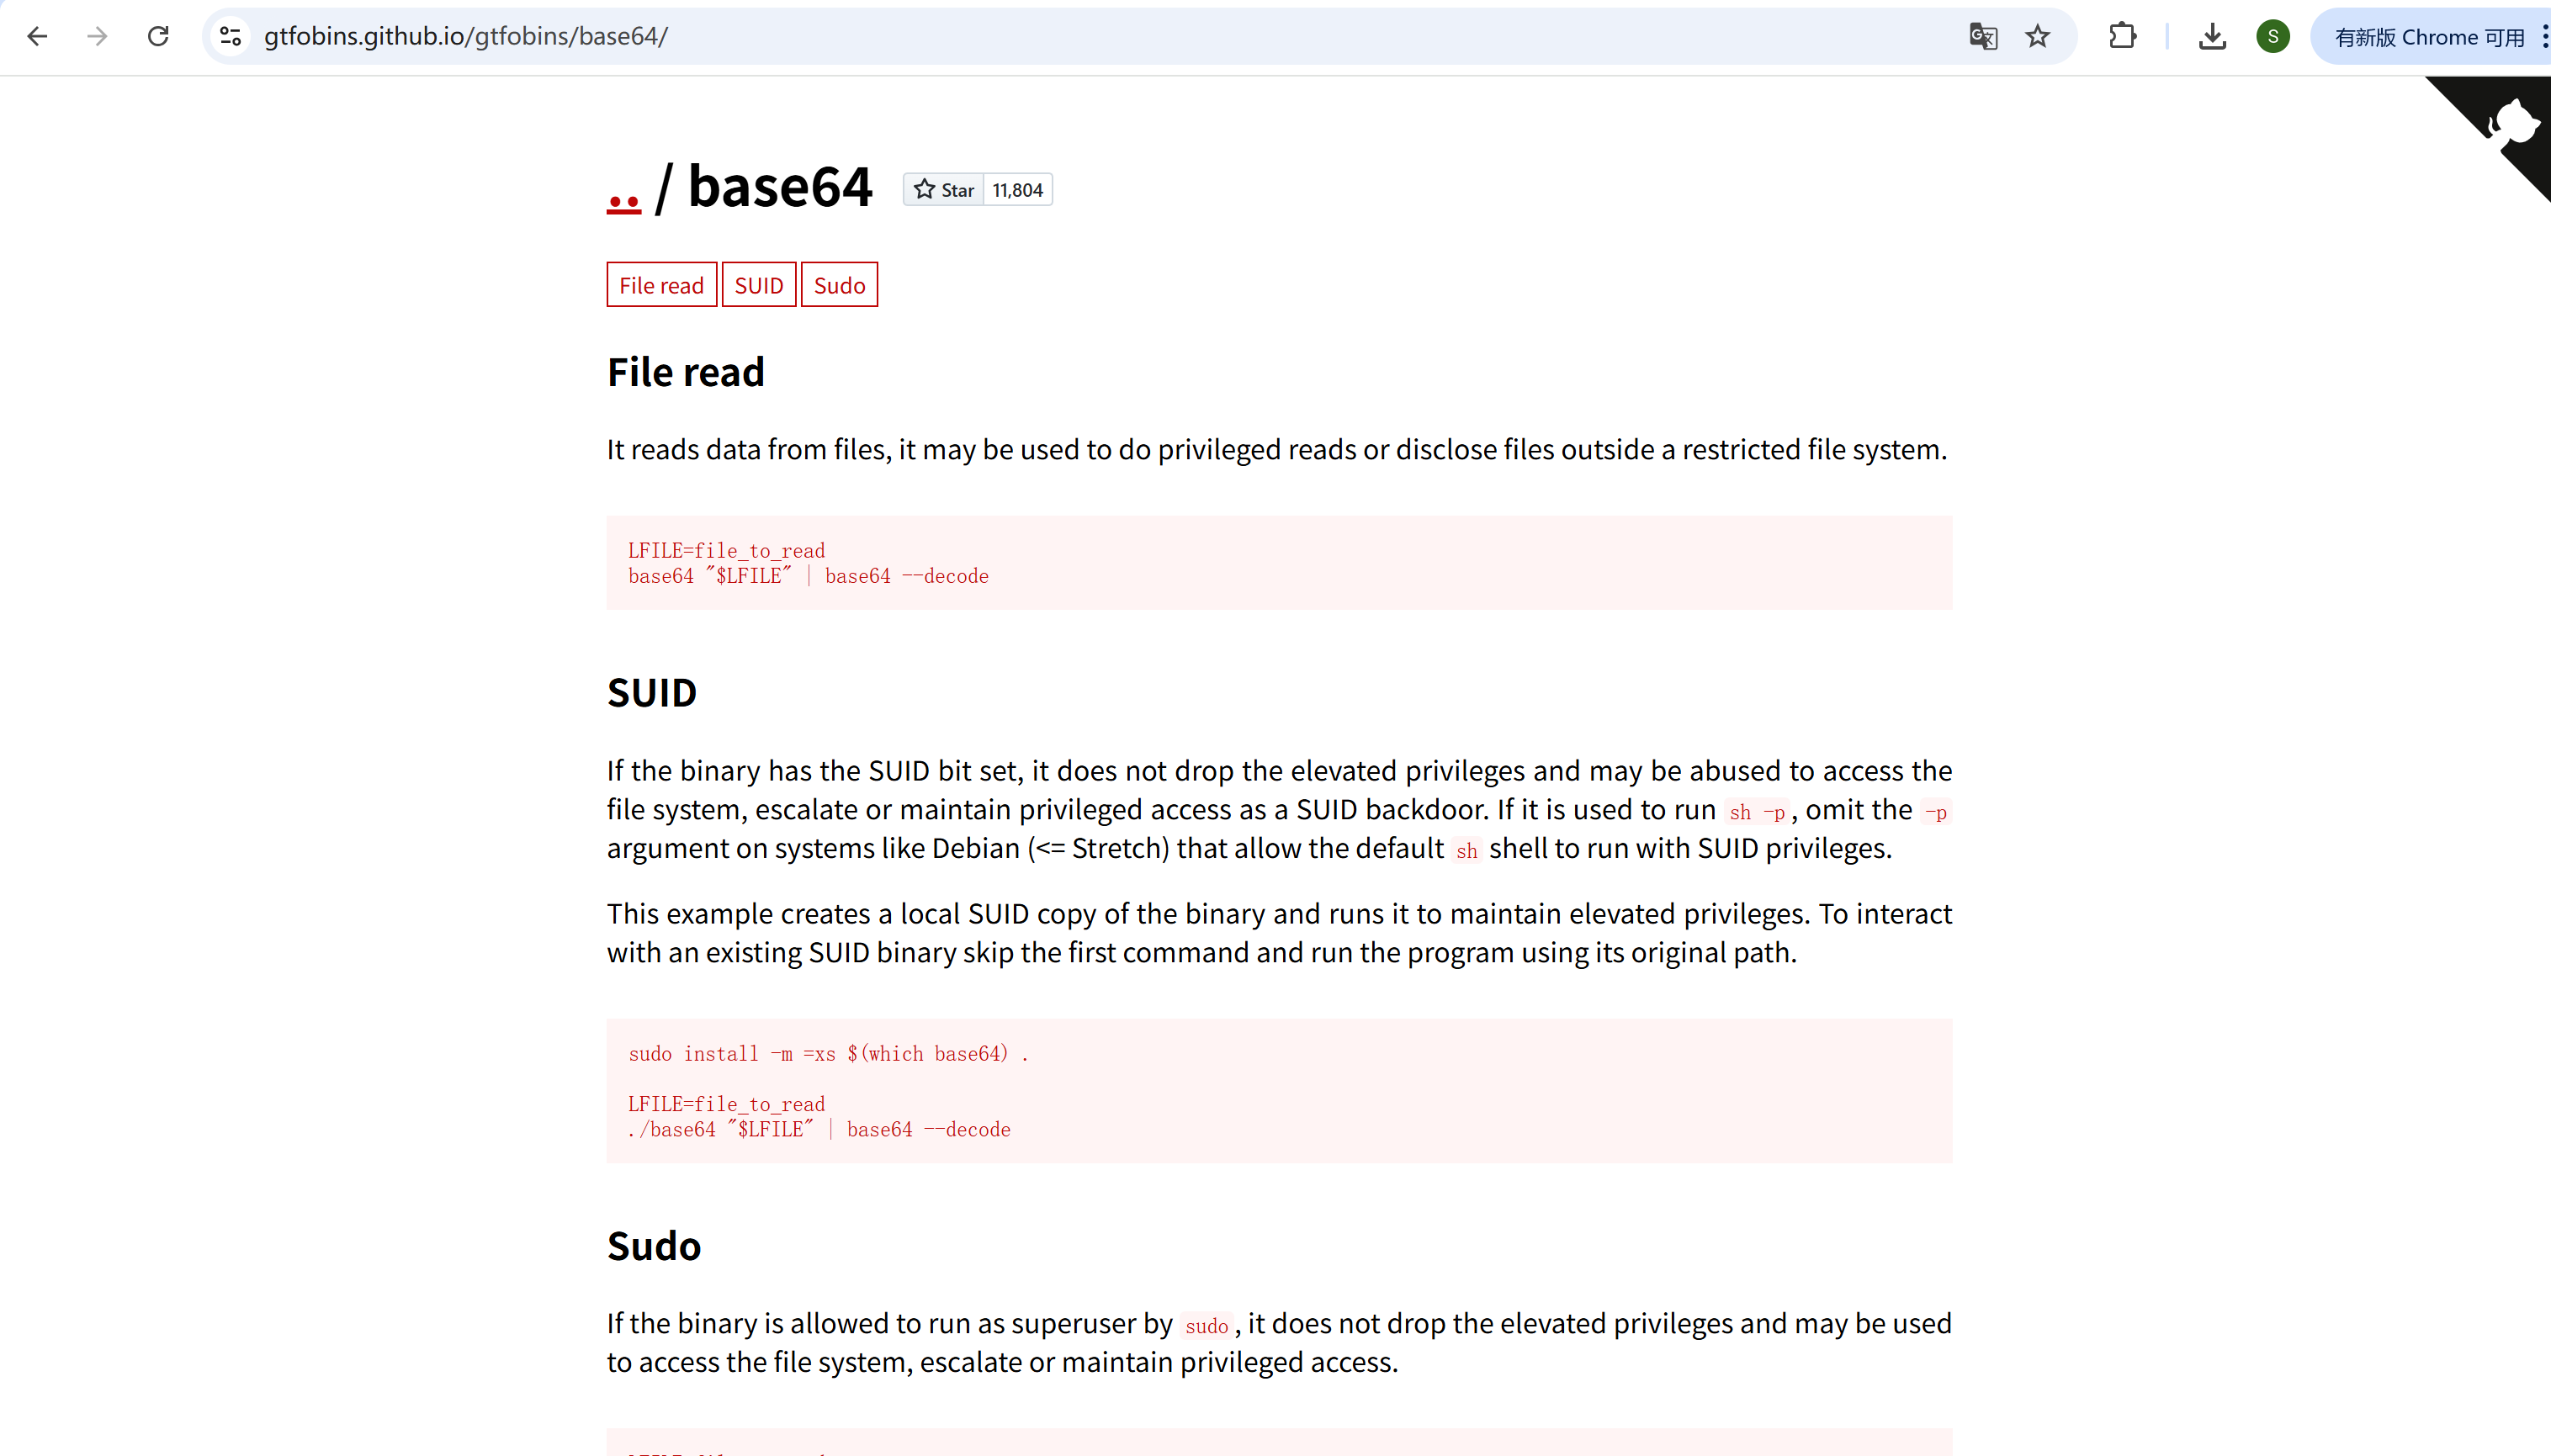 gtfobins.github.io/gtfobins/base64/
S
有新版 Chrome 可用
.. / base64
Star 11,804
File read SUID Sudo
File read
It reads data from files, it may be used to do privileged reads or disclose files outside a restricted file system.
LFILE=file_to_read
base64 "$LFILE" | base64 --decode
SUID
If the binary has the SUID bit set, it does not drop the elevated privileges and may be abused to access the
file system, escalate or maintain privileged access as a SUID backdoor. If it is used to run sh -p, omit the -p
argument on systems like Debian (<= Stretch) that allow the default sh shell to run with SUID privileges.
This example creates a local SUID copy of the binary and runs it to maintain elevated privileges. To interact
with an existing SUID binary skip the first command and run the program using its original path.
sudo install -m =xs $(which base64) .
LFILE=file_to_read
./base64 "$LFILE" | base64 --decode
Sudo
If the binary is allowed to run as superuser by sudo, it does not drop the elevated privileges and may be used
to access the file system, escalate or maintain privileged access.